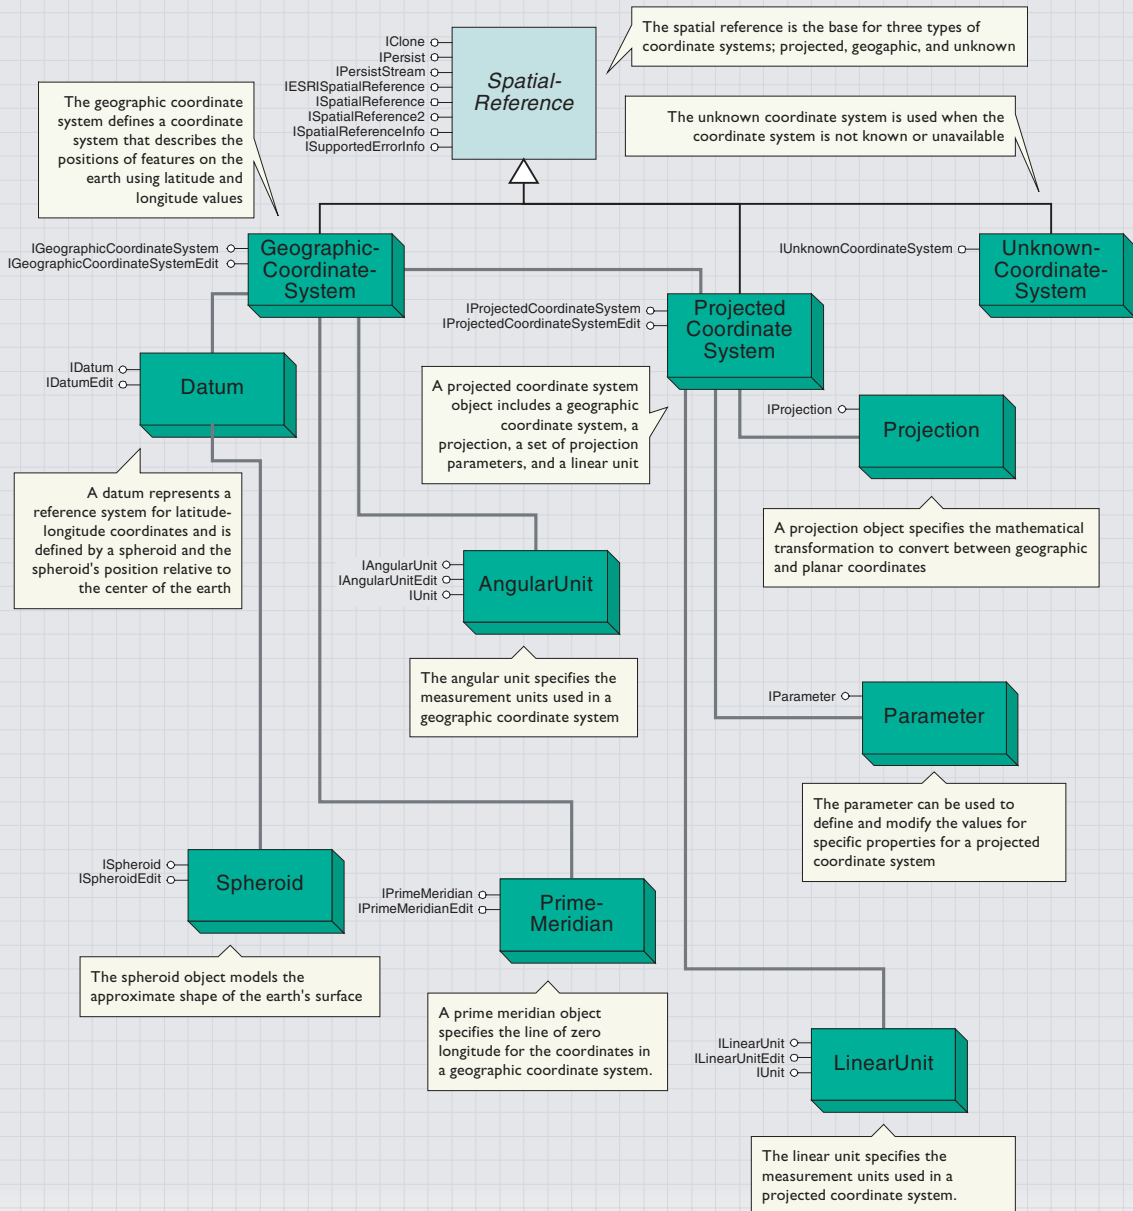 IClone
IPersist
IPersistStream
IESRISpatialReference
ISpatialReference
ISpatialReference2
ISpatialReferenceInfo
ISupportedErrorInfo
Spatial-
Reference
The spatial reference is the base for three types of
coordinate systems; projected, geogaphic, and unknown
The geographic coordinate
system defines a coordinate
system that describes the
positions of features on the
earth using latitude and
longitude values
The unknown coordinate system is used when the
coordinate system is not known or unavailable
IGeographicCoordinateSystem
IGeographicCoordinateSystemEdit
Geographic-
Coordinate-
System
IUnknownCoordinateSystem
Unknown-
Coordinate-
System
IProjectedCoordinateSystem
IProjectedCoordinateSystemEdit
Projected
Coordinate
System
IDatum
IDatumEdit
Datum
A projected coordinate system
object includes a geographic
coordinate system, a
projection, a set of projection
parameters, and a linear unit
IProjection
Projection
A datum represents a
reference system for latitude-
longitude coordinates and is
defined by a spheroid and the
spheroid's position relative to
the center of the earth
A projection object specifies the mathematical
transformation to convert between geographic
and planar coordinates
IAngularUnit
IAngularUnitEdit
IUnit
AngularUnit
The angular unit specifies the
measurement units used in a
geographic coordinate system
IParameter
Parameter
The parameter can be used to
define and modify the values for
specific properties for a projected
coordinate system
ISpheroid
ISpheroidEdit
Spheroid
The spheroid object models the
approximate shape of the earth's surface
IPrimeMeridian
IPrimeMeridianEdit
Prime-
Meridian
A prime meridian object
specifies the line of zero
longitude for the coordinates in
a geographic coordinate system.
ILinearUnit
ILinearUnitEdit
IUnit
LinearUnit
The linear unit specifies the
measurement units used in a
projected coordinate system.